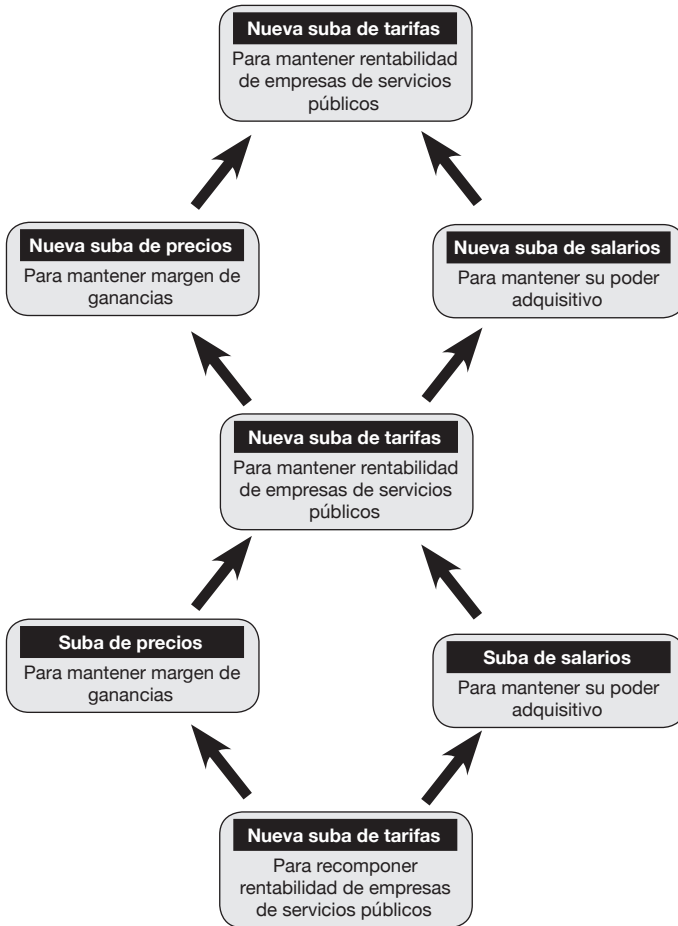 Nueva suba de tarifas
Para mantener rentabilidad
de empresas de servicios
públicos
Nueva suba de precios
Para mantener margen de
ganancias
Nueva suba de salarios
Para mantener su poder
adquisitivo
Nueva suba de tarifas
Para mantener rentabilidad
de empresas de servicios
públicos
Suba de precios
Para mantener margen de
ganancias
Suba de salarios
Para mantener su poder
adquisitivo
Nueva suba de tarifas
Para recomponer
rentabilidad de empresas
de servicios públicos